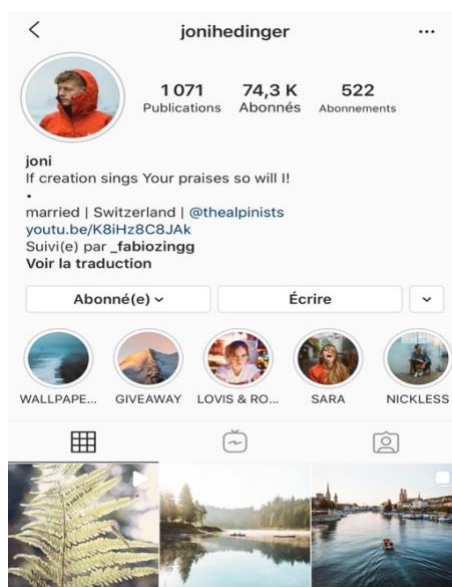 jonihedinger
1 071 74,3 K 522
Publications Abonnés Abonnements
joni
If creation sings Your praises so will I!
•
married | Switzerland | @thealpinists
youtu.be/K8iHz8C8JAk
Suivi(e) par _fabiozingg
Voir la traduction
Abonné(e) Écrire
WALLPAPE... GIVEAWAY LOVIS & RO... SARA NICKLESS